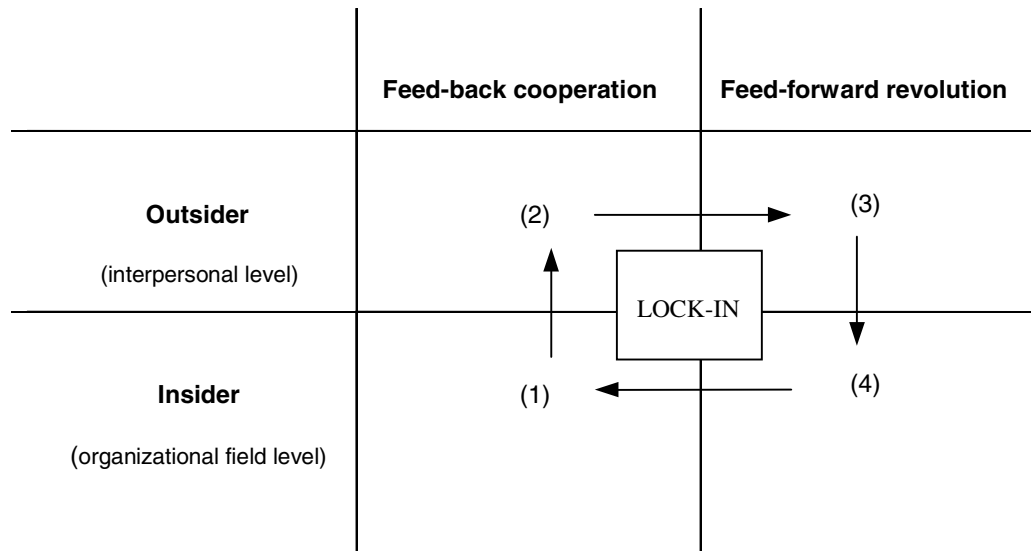 Feed-back cooperation Feed-forward revolution
Outsider (2) (3)
(interpersonal level)
LOCK-IN
Insider (1) (4)
(organizational field level)